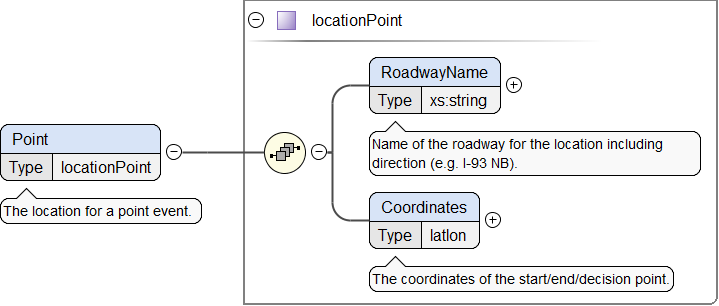 locationPoint
RoadwayName
Type xs:string
Name of the roadway for the location including
direction (e.g. I-93 NB).
Point
Type locationPoint
The location for a point event.
Coordinates
Type latlon
The coordinates of the start/end/decision point.